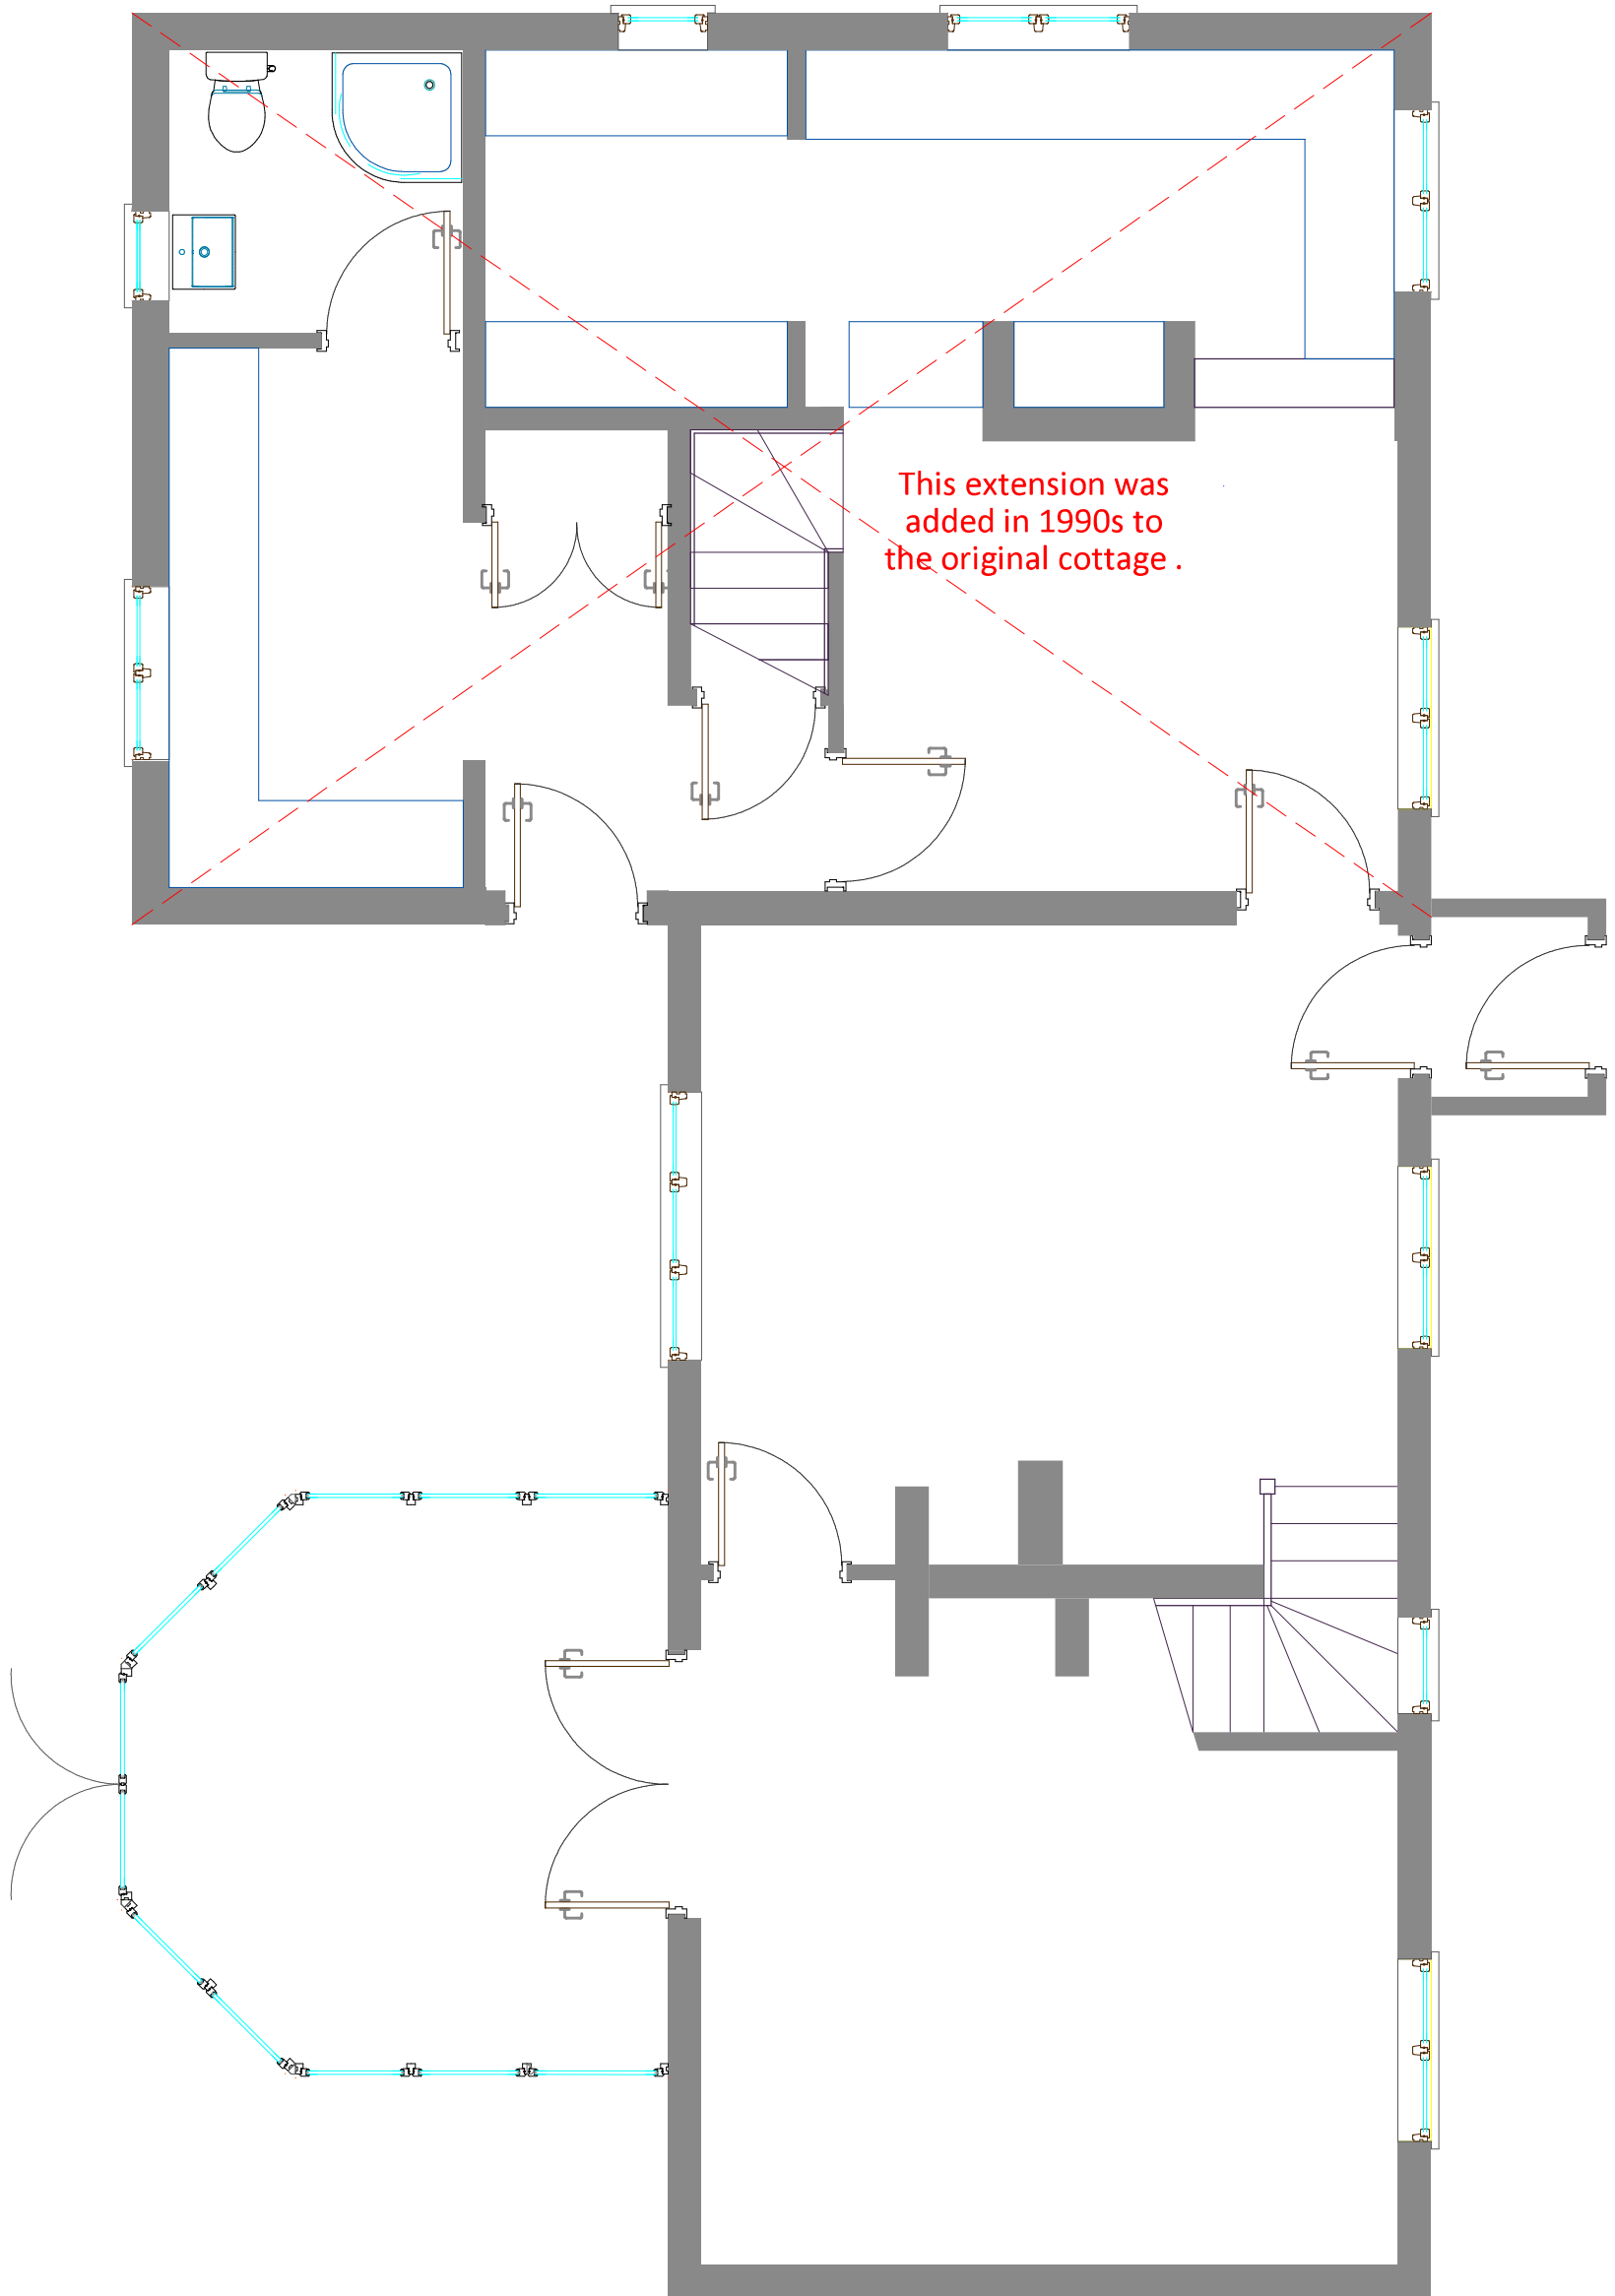 This extension was
added in 1990s to
the original cottage .